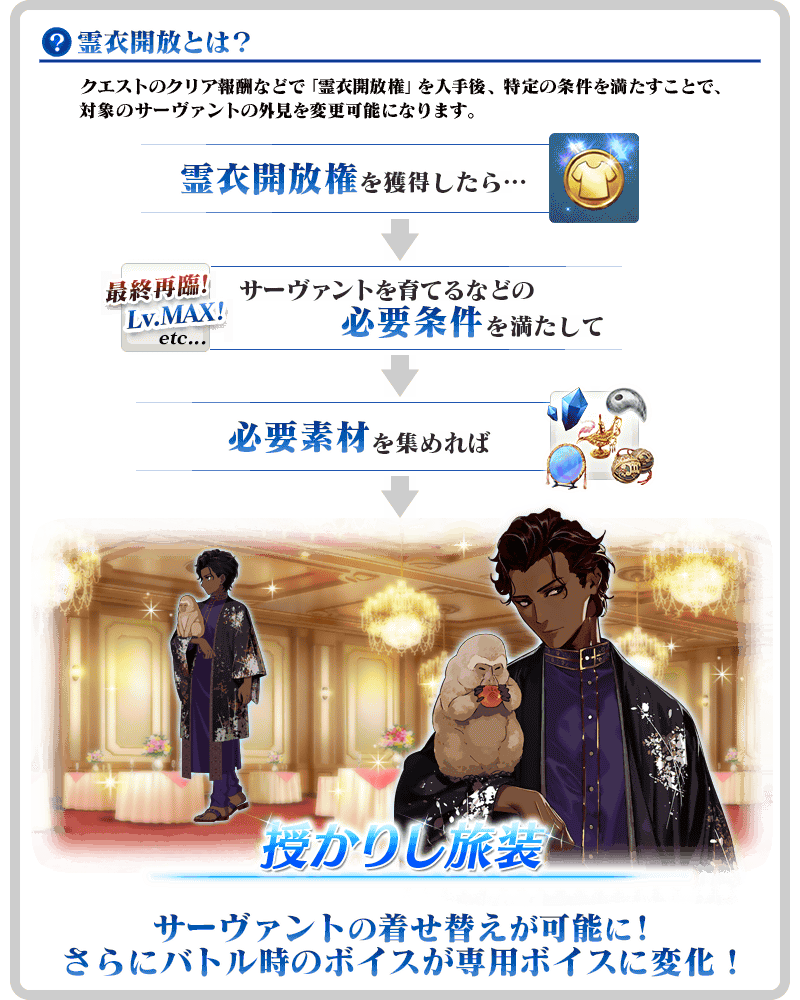 ?霊衣開放とは?
クエストのクリア報酬などで「霊衣開放権」を入手後、特定の条件を満たすことで、
対象のサーヴァントの外見を変更可能になります。
霊衣開放権を獲得したら…
最終再臨!
Lv.MAX!
etc...
サーヴァントを育てるなどの
必要条件を満たして
必要素材を集めれば
授かりし旅装
サーヴァントの着せ替えが可能に!
さらにバトル時のボイスが専用ボイスに変化!